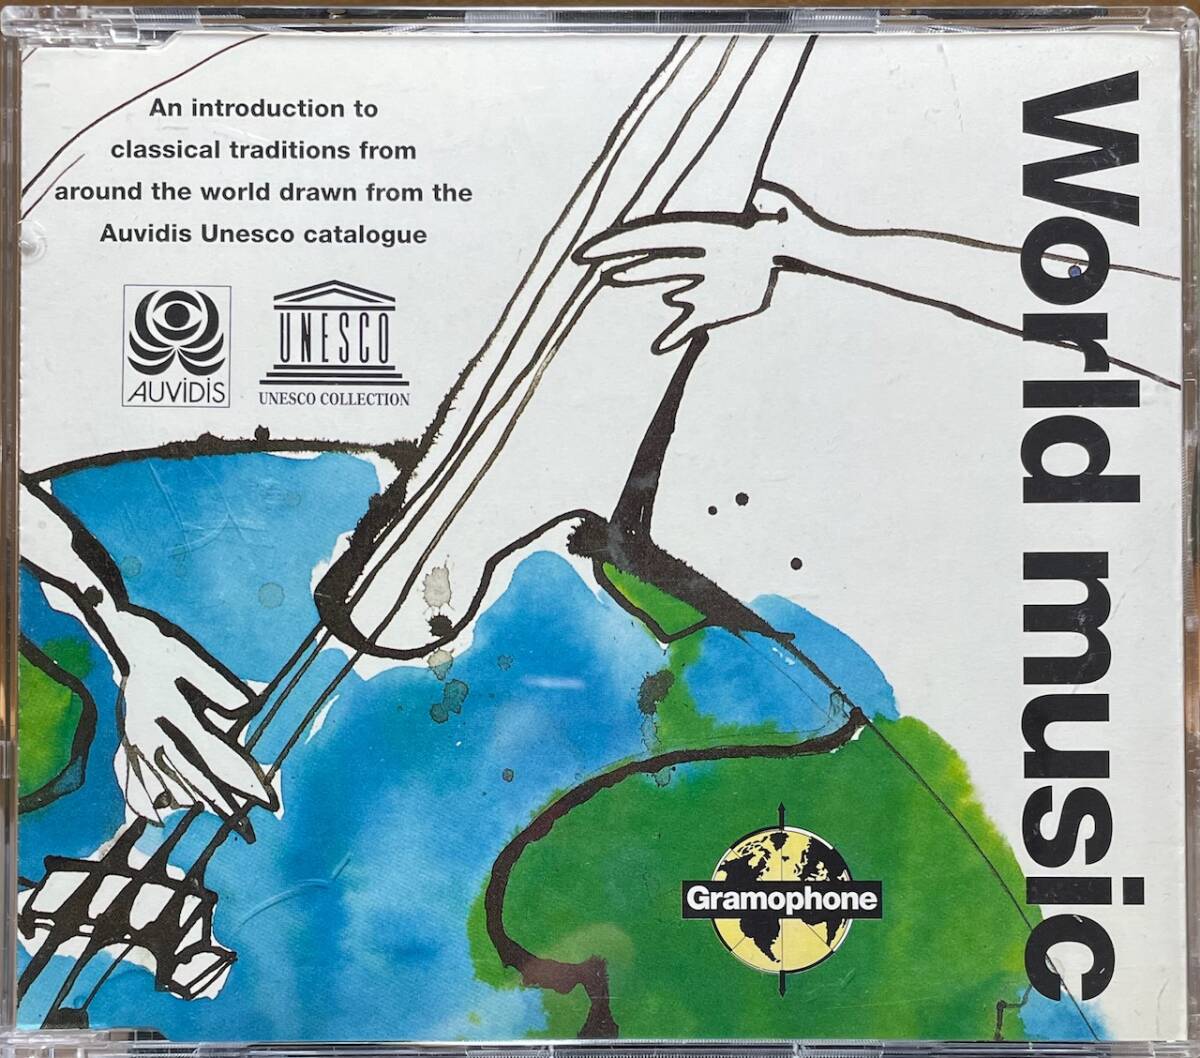 An introduction to
classical traditions from
around the world drawn from the
Auvidis Unesco catalogue
AUViDiS
UNESCO
UNESCO COLLECTION
World music
Gramophone